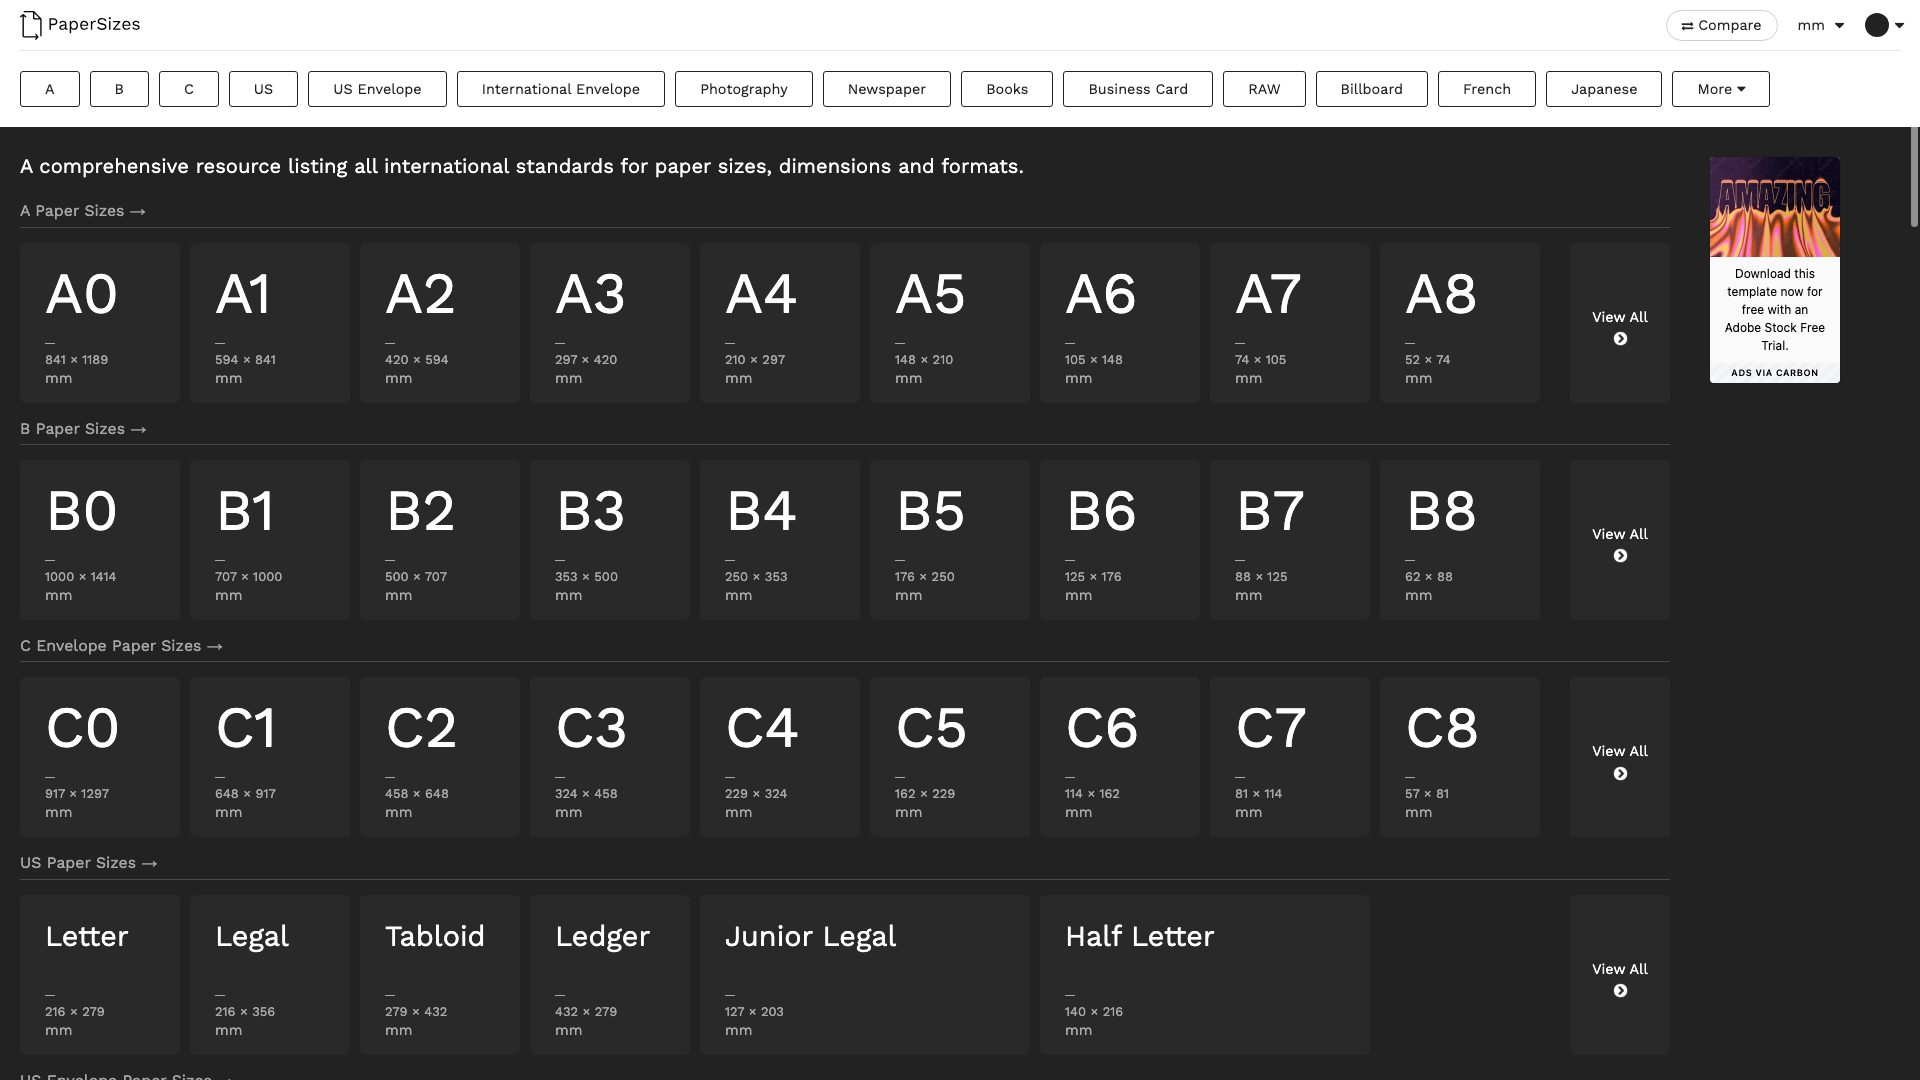 PaperSizes
⇄ Compare
mm
A
B
C
US
US Envelope
International Envelope
Photography
Newspaper
Books
Business Card
RAW
Billboard
French
Japanese
More
A comprehensive resource listing all international standards for paper sizes, dimensions and formats.
A Paper Sizes →
A0
—
841 × 1189
mm
A1
—
594 × 841
mm
A2
—
420 × 594
mm
A3
—
297 × 420
mm
A4
—
210 × 297
mm
A5
—
148 × 210
mm
A6
—
105 × 148
mm
A7
—
74 × 105
mm
A8
—
52 × 74
mm
View All
AMAZING
Download this
template now for
free with an
Adobe Stock Free
Trial.
ADS VIA CARBON
B Paper Sizes →
B0
—
1000 × 1414
mm
B1
—
707 × 1000
mm
B2
—
500 × 707
mm
B3
—
353 × 500
mm
B4
—
250 × 353
mm
B5
—
176 × 250
mm
B6
—
125 × 176
mm
B7
—
88 × 125
mm
B8
—
62 × 88
mm
View All
C Envelope Paper Sizes →
C0
—
917 × 1297
mm
C1
—
648 × 917
mm
C2
—
458 × 648
mm
C3
—
324 × 458
mm
C4
—
229 × 324
mm
C5
—
162 × 229
mm
C6
—
114 × 162
mm
C7
—
81 × 114
mm
C8
—
57 × 81
mm
View All
US Paper Sizes →
Letter
—
216 × 279
mm
Legal
—
216 × 356
mm
Tabloid
—
279 × 432
mm
Ledger
—
432 × 279
mm
Junior Legal
—
127 × 203
mm
Half Letter
—
140 × 216
mm
View All
US Envelope Paper Sizes →